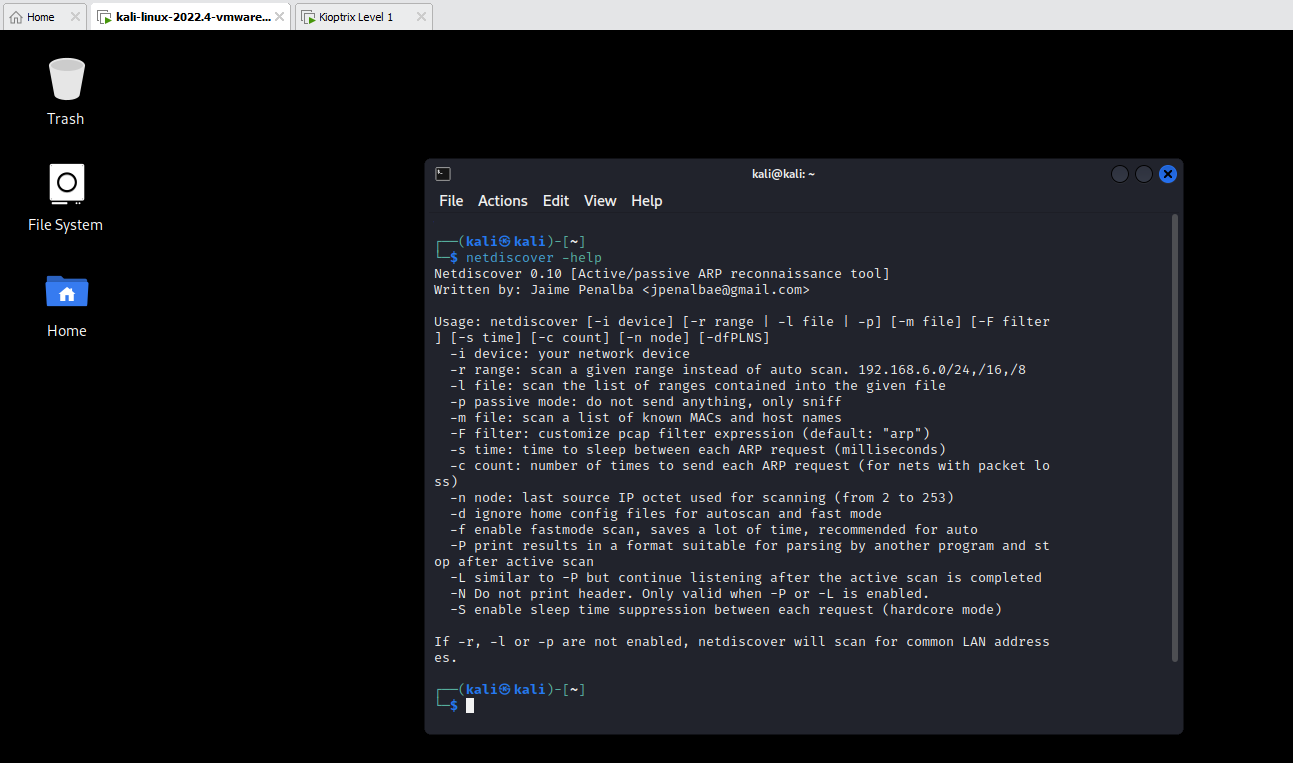 Home
kali-linux-2022.4-vmware...
Kioptrix Level 1
Trash
File System
Home
kali@kali: ~
File Actions Edit View Help
┌──(kali㉿kali)-[~]
└─$ netdiscover -help
Netdiscover 0.10 [Active/passive ARP reconnaissance tool]
Written by: Jaime Penalba <jpenalbae@gmail.com>
Usage: netdiscover [-i device] [-r range | -l file | -p] [-m file] [-F filter
] [-s time] [-c count] [-n node] [-dfPLNS]
  -i device: your network device
  -r range: scan a given range instead of auto scan. 192.168.6.0/24,/16,/8
  -l file: scan the list of ranges contained into the given file
  -p passive mode: do not send anything, only sniff
  -m file: scan a list of known MACs and host names
  -F filter: customize pcap filter expression (default: "arp")
  -s time: time to sleep between each ARP request (milliseconds)
  -c count: number of times to send each ARP request (for nets with packet lo
ss)
  -n node: last source IP octet used for scanning (from 2 to 253)
  -d ignore home config files for autoscan and fast mode
  -f enable fastmode scan, saves a lot of time, recommended for auto
  -P print results in a format suitable for parsing by another program and st
op after active scan
  -L similar to -P but continue listening after the active scan is completed
  -N Do not print header. Only valid when -P or -L is enabled.
  -S enable sleep time suppression between each request (hardcore mode)
If -r, -l or -p are not enabled, netdiscover will scan for common LAN address
es.
┌──(kali㉿kali)-[~]
└─$